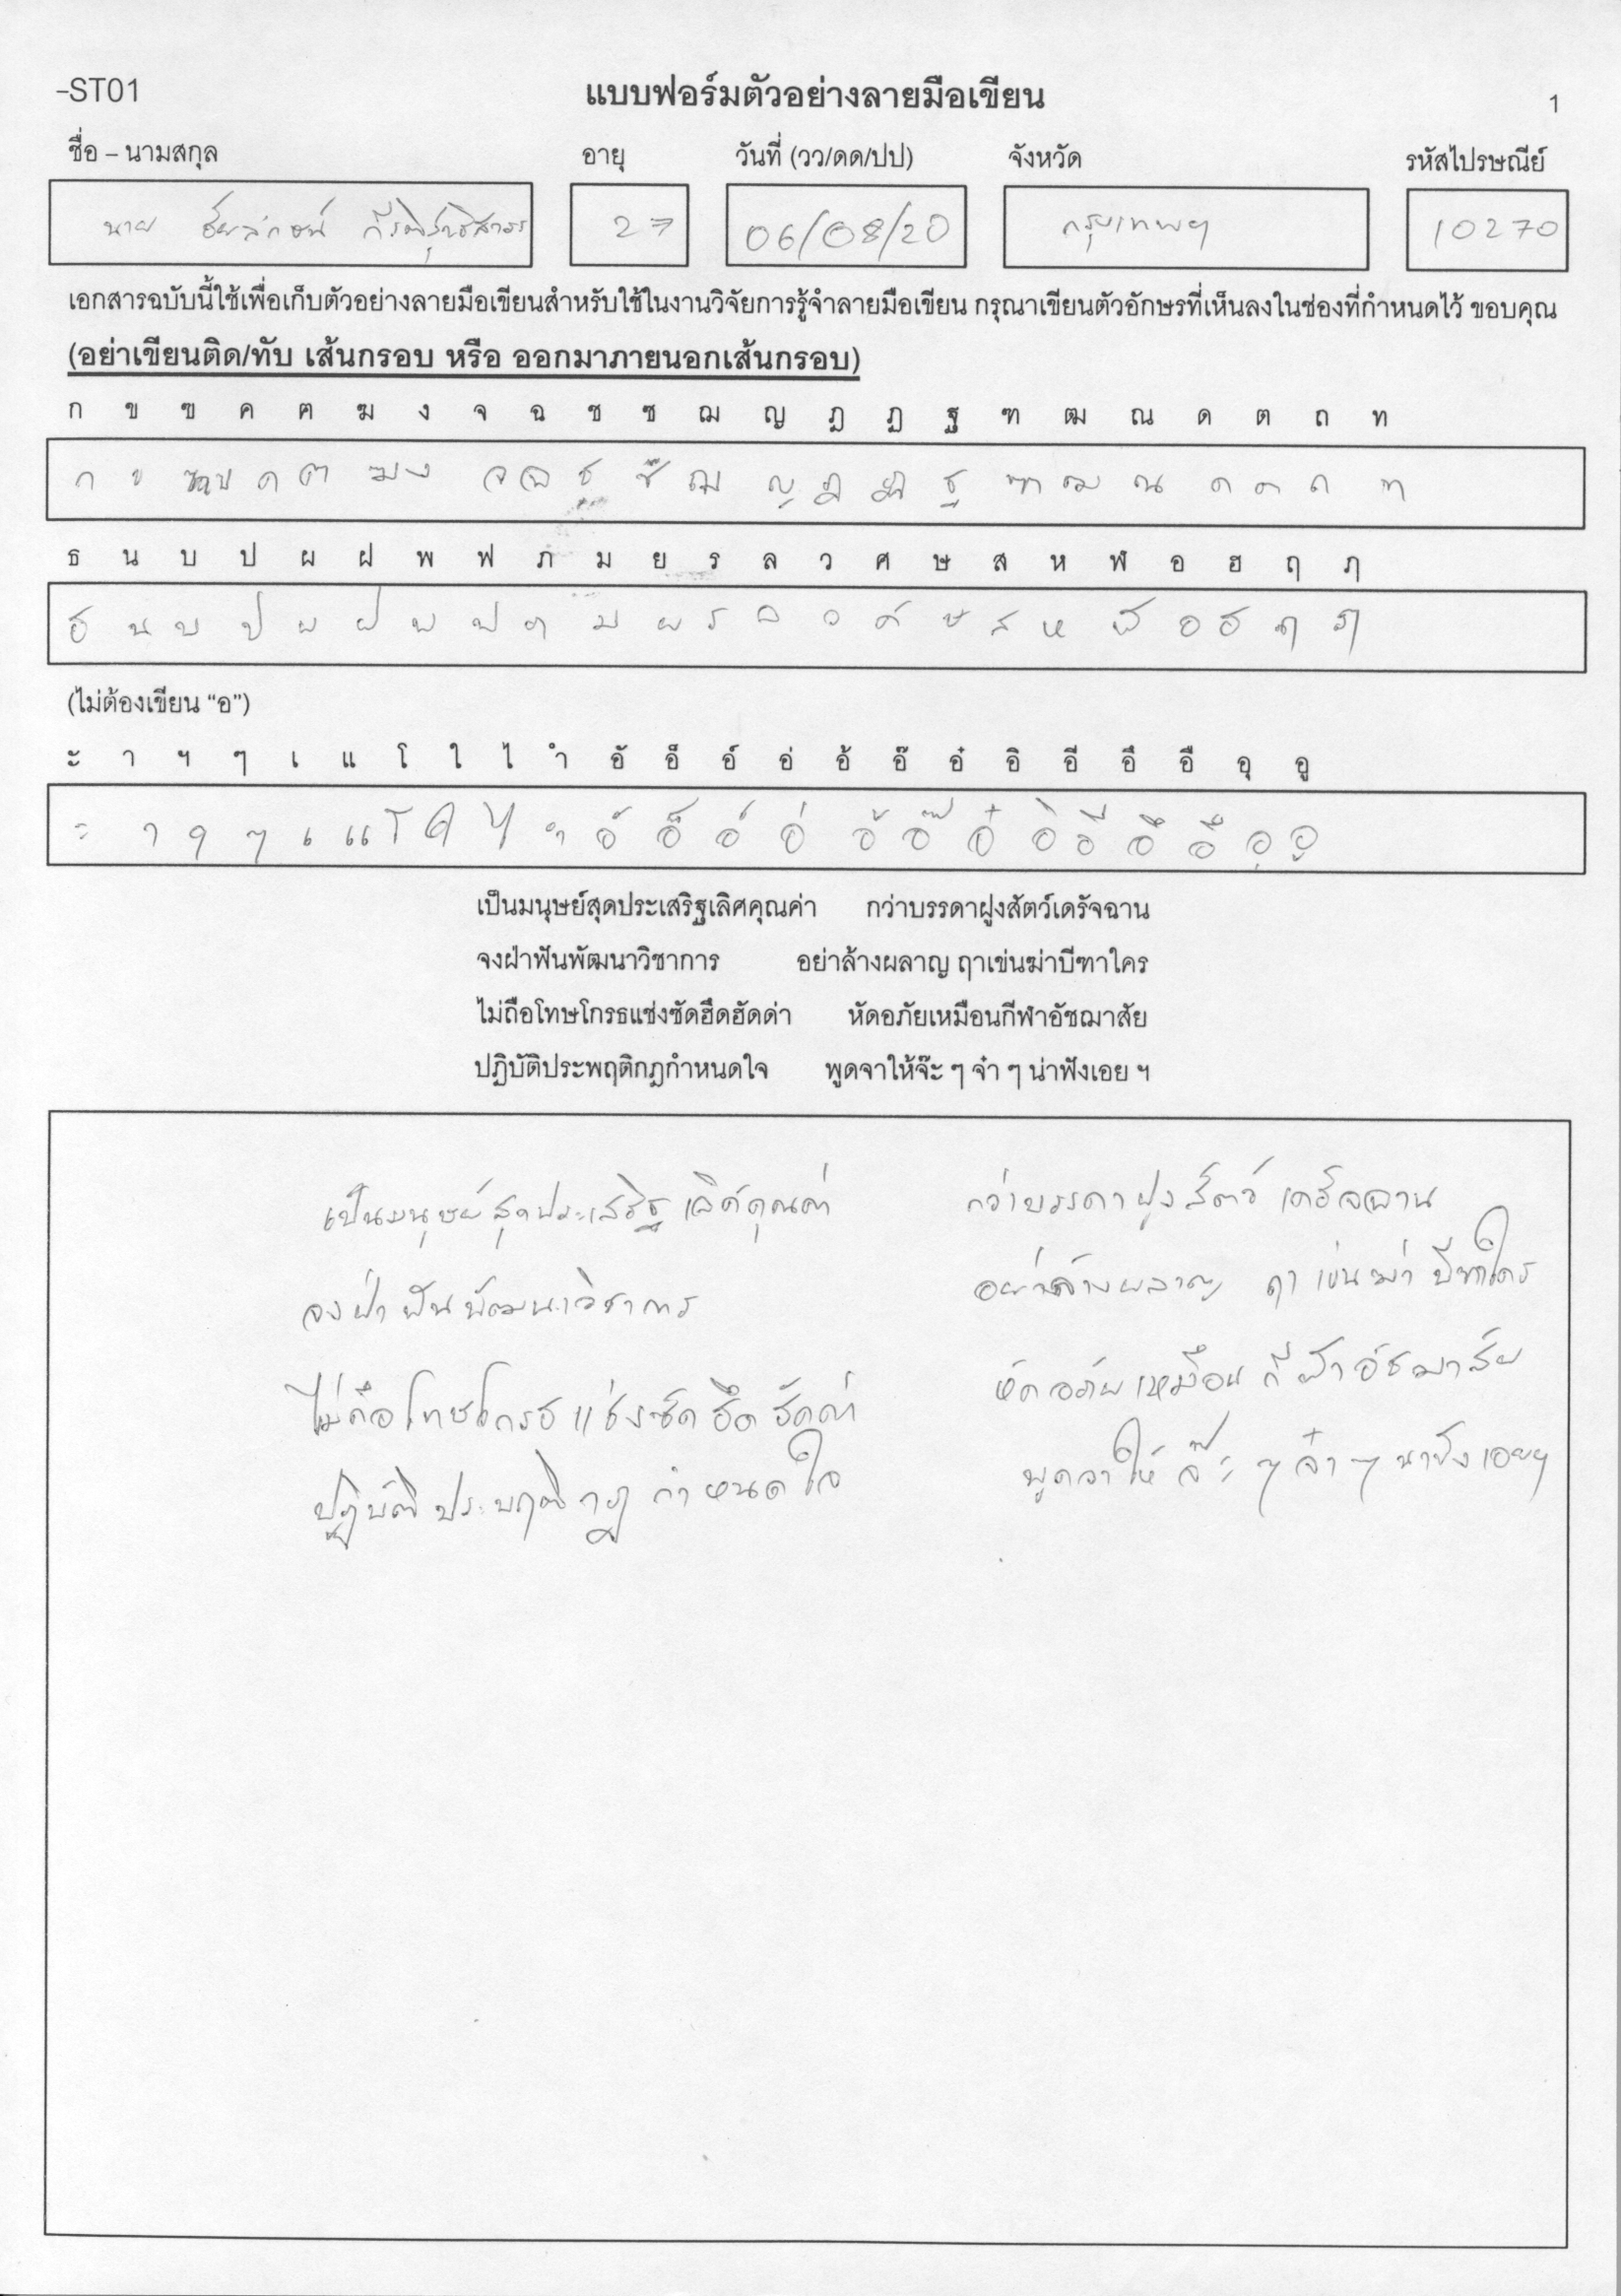 -ST01
แบบฟอร์มตัวอย่างลายมือเขียน
1
ชื่อ – นามสกุล อายุ วันที่ (วว/ดด/ปป) จังหวัด รหัสไปรษณีย์
นาย 27 06/08/20 กรุงเทพฯ 10270
เอกสารฉบับนี้ใช้เพื่อเก็บตัวอย่างลายมือเขียนสำหรับใช้ในงานวิจัยการรู้จำลายมือเขียน กรุณาเขียนตัวอักษรที่เห็นลงในช่องที่กำหนดไว้ ขอบคุณ
(อย่าเขียนติด/ทับ เส้นกรอบ หรือ ออกมาภายนอกเส้นกรอบ)
ก ข ฃ ค ฅ ฆ ง จ ฉ ช ซ ฌ ญ ฎ ฏ ฐ ฑ ฒ ณ ด ต ถ ท
ก ข ฃ ค ฅ ฆ ง จ ฉ ช ซ ฌ ญ ฎ ฏ ฐ ฑ ฒ ณ ด ต ถ ท
ธ น บ ป ผ ฝ พ ฟ ภ ม ย ร ล ว ศ ษ ส ห ฬ อ ฮ ฤ ฦ
ธ น บ ป ผ ฝ พ ฟ ภ ม ย ร ล ว ศ ษ ส ห ฬ อ ฮ ฤ ฦ
(ไม่ต้องเขียน “อ”)
ะ า ฯ ๆ เ แ โ ใ ไ ำ อั อ็ อ์ อ่ อ้ อ๊ อ๋ อิ อี อึ อื อุ อู
ะ า ฯ ๆ เ แ โ ใ ไ ำ อั อ็ อ์ อ่ อ้ อ๊ อ๋ อิ อี อึ อื อุ อู
เป็นมนุษย์สุดประเสริฐเลิศคุณค่า กว่าบรรดาฝูงสัตว์เดรัจฉาน
จงฝ่าฟันพัฒนาวิชาการ อย่าล้างผลาญ ฤาเข่นฆ่าบีฑาใคร
ไม่ถือโทษโกรธแช่งซัดฮึดฮัดด่า หัดอภัยเหมือนกีฬาอัชฌาสัย
ปฏิบัติประพฤติกฎกำหนดใจ พูดจาให้จ๊ะ ๆ จ๋า ๆ น่าฟังเอย ฯ
เป็นมนุษย์สุดประเสริฐ เลิศคุณค่า กว่าบรรดาฝูงสัตว์ เดรัจฉาน
จงฝ่า ฟัน พัฒนาวิชาการ อย่าล้างผลาญ ฤา เข่นฆ่า บีฑาใคร
ไม่ถือโทษโกรธ แช่งซัด ฮึด ฮัดด่า หัดอภัยเหมือน กีฬาอัชฌาสัย
ปฏิบัติ ประพฤติ กฎ กำหนดใจ พูดจาให้ จ๊ะ ๆ จ๋า ๆ นาฟัง เอยฯ